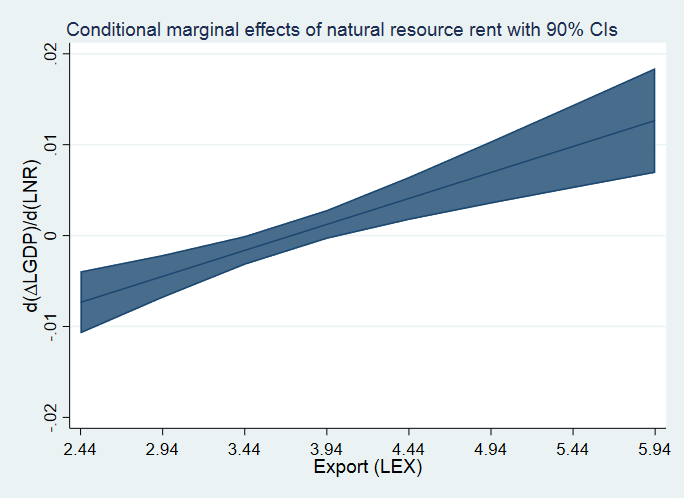 Conditional marginal effects of natural resource rent with 90% CIs
d(ΔLGDP)/d(LNR)
.02
.01
0
-.01
-.02
2.44 2.94 3.44 3.94 4.44 4.94 5.44 5.94
Export (LEX)